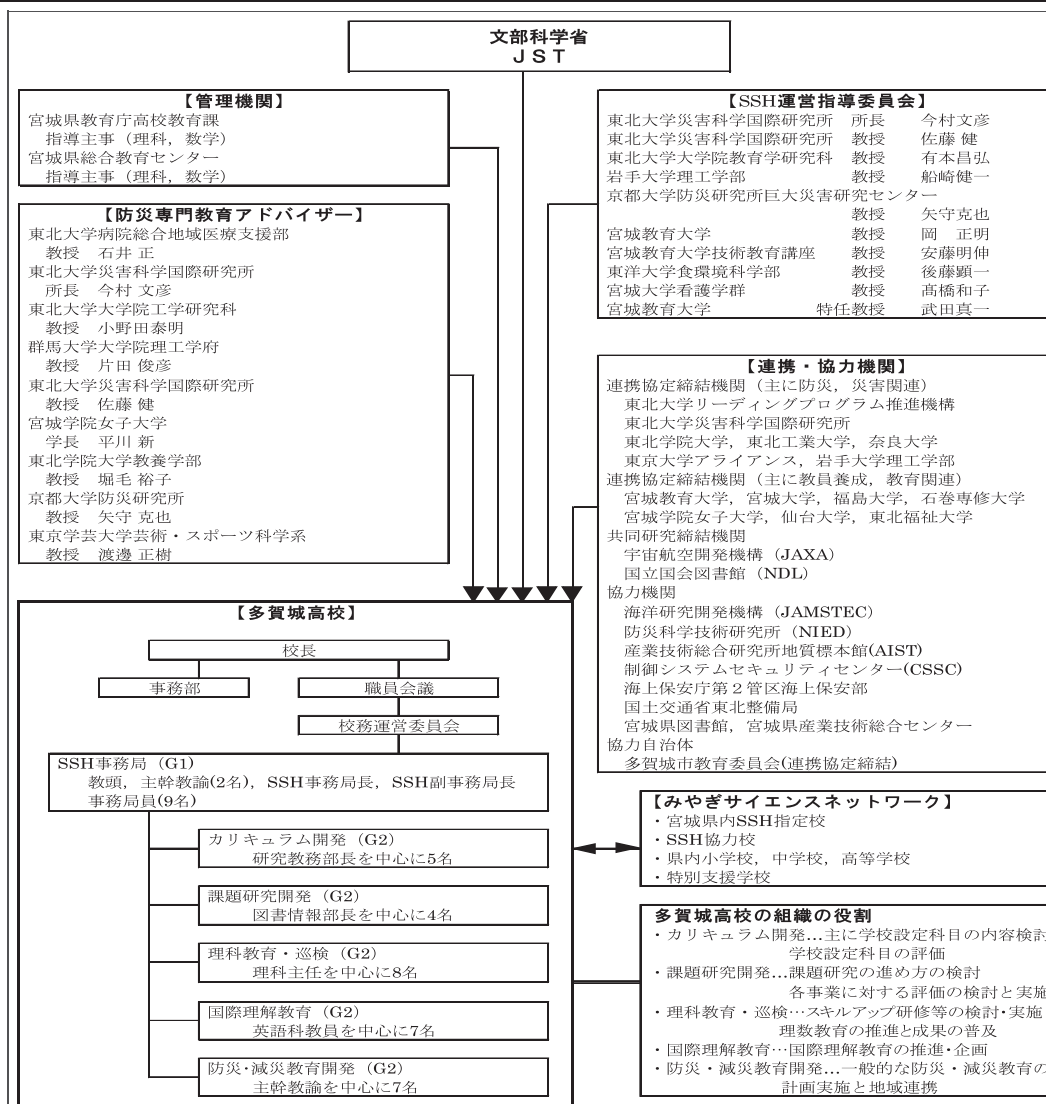 文部科学省
ＪＳＴ
【管理機関】
宮城県教育庁高校教育課
指導主事（理科，数学）
宮城県総合教育センター
指導主事（理科，数学）
【防災専門教育アドバイザー】
東北大学病院総合地域医療支援部
教授　石井 正
東北大学災害科学国際研究所
所長　今村 文彦
東北大学大学院工学研究科
教授　小野田泰明
群馬大学大学院理工学府
教授　片田 俊彦
東北大学災害科学国際研究所
教授　佐藤 健
宮城学院女子大学
学長　平川 新
東北学院大学教養学部
教授　堀毛 裕子
京都大学防災研究所
教授　矢守 克也
東京学芸大学芸術・スポーツ科学系
教授　渡邊 正樹
【SSH運営指導委員会】
東北大学災害科学国際研究所　所長　今村文彦
東北大学災害科学国際研究所　教授　佐藤 健
東北大学大学院教育学研究科　教授　有本昌弘
岩手大学理工学部　教授　船崎健一
京都大学防災研究所巨大災害研究センター
教授　矢守克也
宮城教育大学　教授　岡　正明
宮城教育大学技術教育講座　教授　安藤明伸
東洋大学食環境科学部　教授　後藤顕一
宮城大学看護学群　教授　髙橋和子
宮城教育大学　特任教授　武田真一
【連携・協力機関】
連携協定締結機関（主に防災，災害関連）
東北大学リーディングプログラム推進機構
東北大学災害科学国際研究所
東北学院大学，東北工業大学，奈良大学
東京大学アライアンス，岩手大学理工学部
連携協定締結機関（主に教員養成，教育関連）
宮城教育大学，宮城大学，福島大学，石巻専修大学
宮城学院女子大学，仙台大学，東北福祉大学
共同研究締結機関
宇宙航空開発機構（JAXA）
国立国会図書館（NDL）
協力機関
海洋研究開発機構（JAMSTEC）
防災科学技術研究所（NIED）
産業技術総合研究所地質標本館(AIST)
制御システムセキュリティセンター(CSSC)
海上保安庁第２管区海上保安部
国土交通省東北整備局
宮城県図書館，宮城県産業技術総合センター
協力自治体
多賀城市教育委員会(連携協定締結)
【多賀城高校】
校長
事務部
職員会議
校務運営委員会
SSH事務局（G1）
教頭，主幹教諭(2名)，SSH事務局長，SSH副事務局長
事務局員(9名)
カリキュラム開発（G2）
研究教務部長を中心に5名
課題研究開発（G2）
図書情報部長を中心に4名
理科教育・巡検（G2）
理科主任を中心に8名
国際理解教育（G2）
英語科教員を中心に7名
防災・減災教育開発（G2）
主幹教諭を中心に7名
【みやぎサイエンスネットワーク】
・宮城県内SSH指定校
・SSH協力校
・県内小学校，中学校，高等学校
・特別支援学校
多賀城高校の組織の役割
・カリキュラム開発…主に学校設定科目の内容検討
学校設定科目の評価
・課題研究開発…課題研究の進め方の検討
各事業に対する評価の検討と実施
・理科教育・巡検…スキルアップ研修等の検討・実施
理数教育の推進と成果の普及
・国際理解教育…国際理解教育の推進・企画
・防災・減災教育開発…一般的な防災・減災教育の
計画実施と地域連携